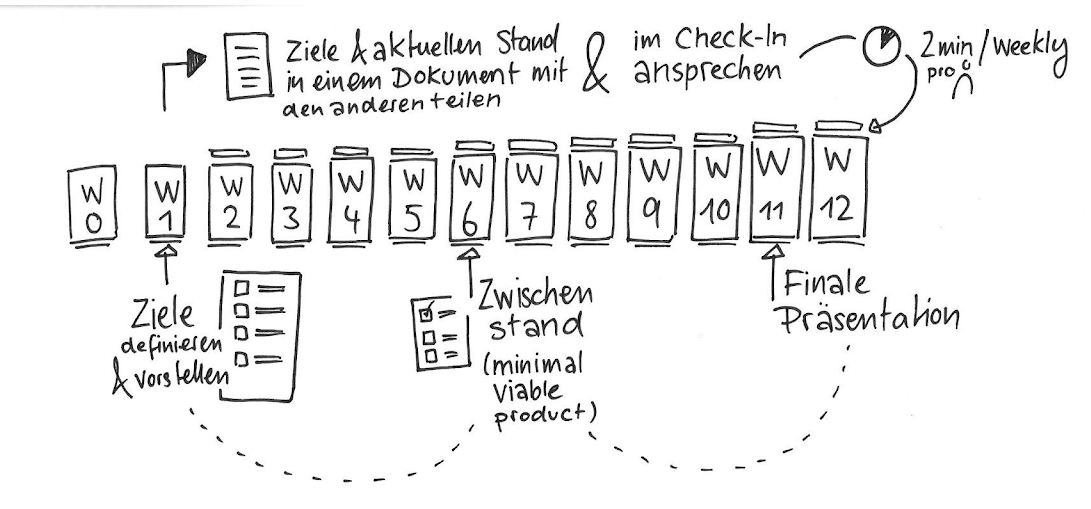 Ziele & aktuellen Stand
in einem Dokument mit
den anderen teilen
&
im Check-In
ansprechen
2min/Weekly
pro
W
0
W
1
W
2
W
3
W
4
W
5
W
6
W
7
W
8
W
9
W
10
W
11
W
12
Ziele
definieren
& vorstellen
Zwischen
stand
(minimal
viable
product)
Finale
Präsentation